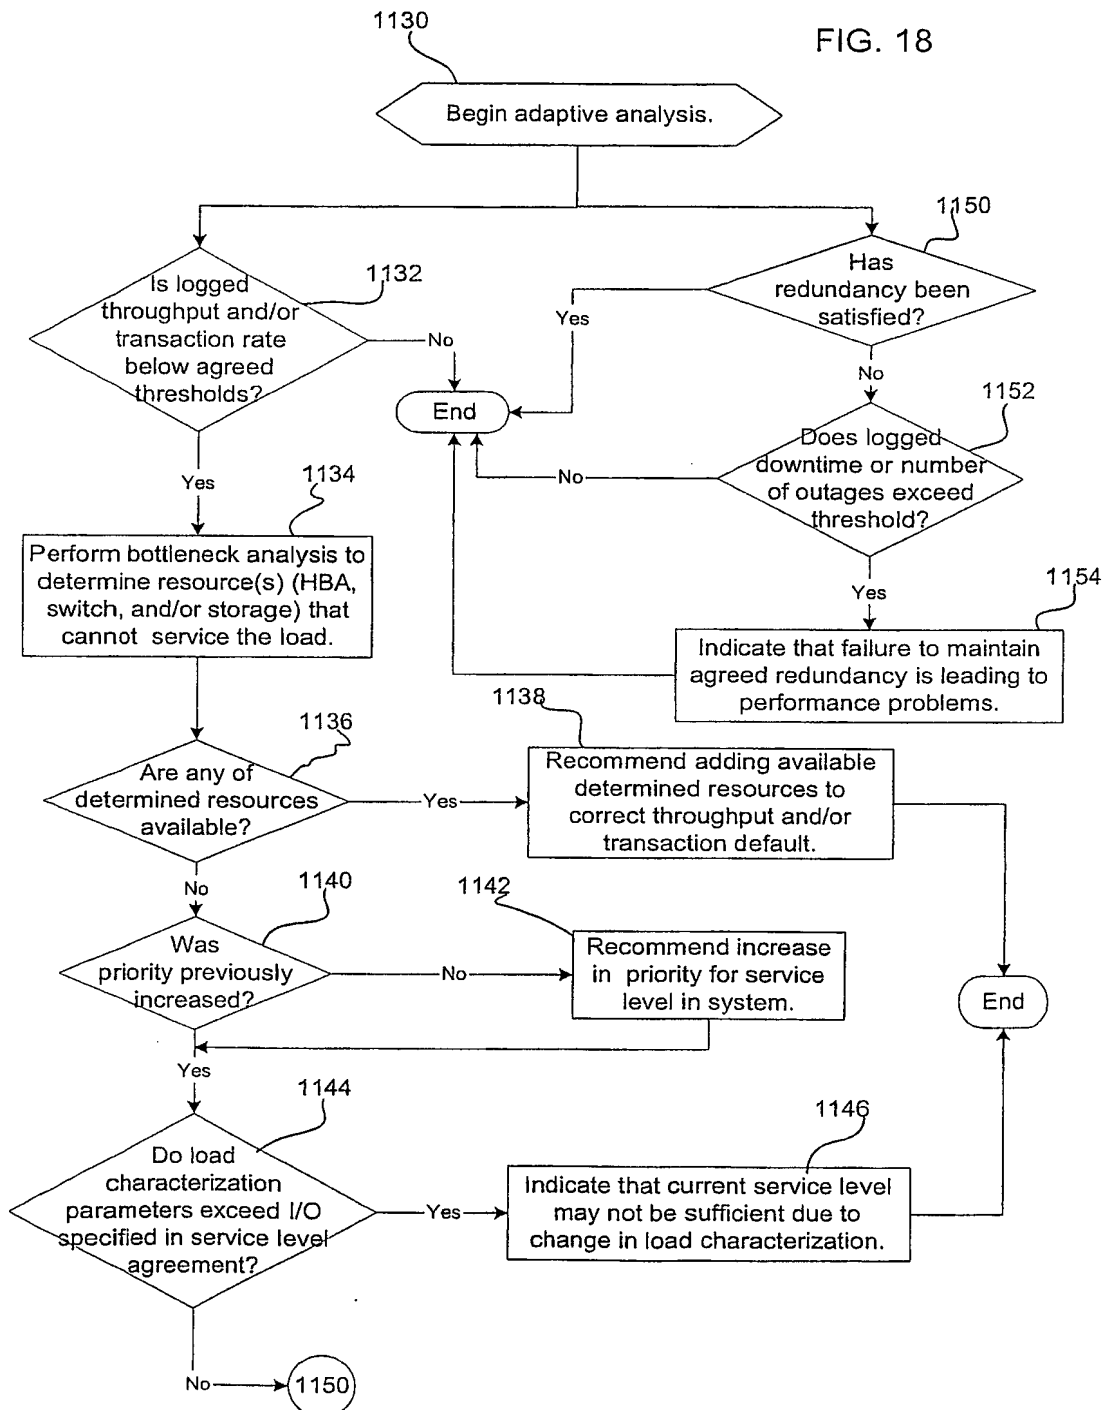 1130
FIG. 18
Begin adaptive analysis.
1150
Has
redundancy been
satisfied?
1132
Is logged
throughput and/or
transaction rate
below agreed
thresholds?
No
Yes
End
No
1152
Does logged
downtime or number
of outages exceed
threshold?
No
Yes
1134
Yes
Perform bottleneck analysis to
determine resource(s) (HBA,
switch, and/or storage) that
cannot service the load.
1154
Indicate that failure to maintain
agreed redundancy is leading to
performance problems.
1136
Are any of
determined resources
available?
Yes
1138
Recommend adding available
determined resources to
correct throughput and/or
transaction default.
No
1140
Was
priority previously
increased?
No
1142
Recommend increase
in priority for service
level in system.
End
Yes
1144
Do load
characterization
parameters exceed I/O
specified in service level
agreement?
Yes
1146
Indicate that current service level
may not be sufficient due to
change in load characterization.
No
1150